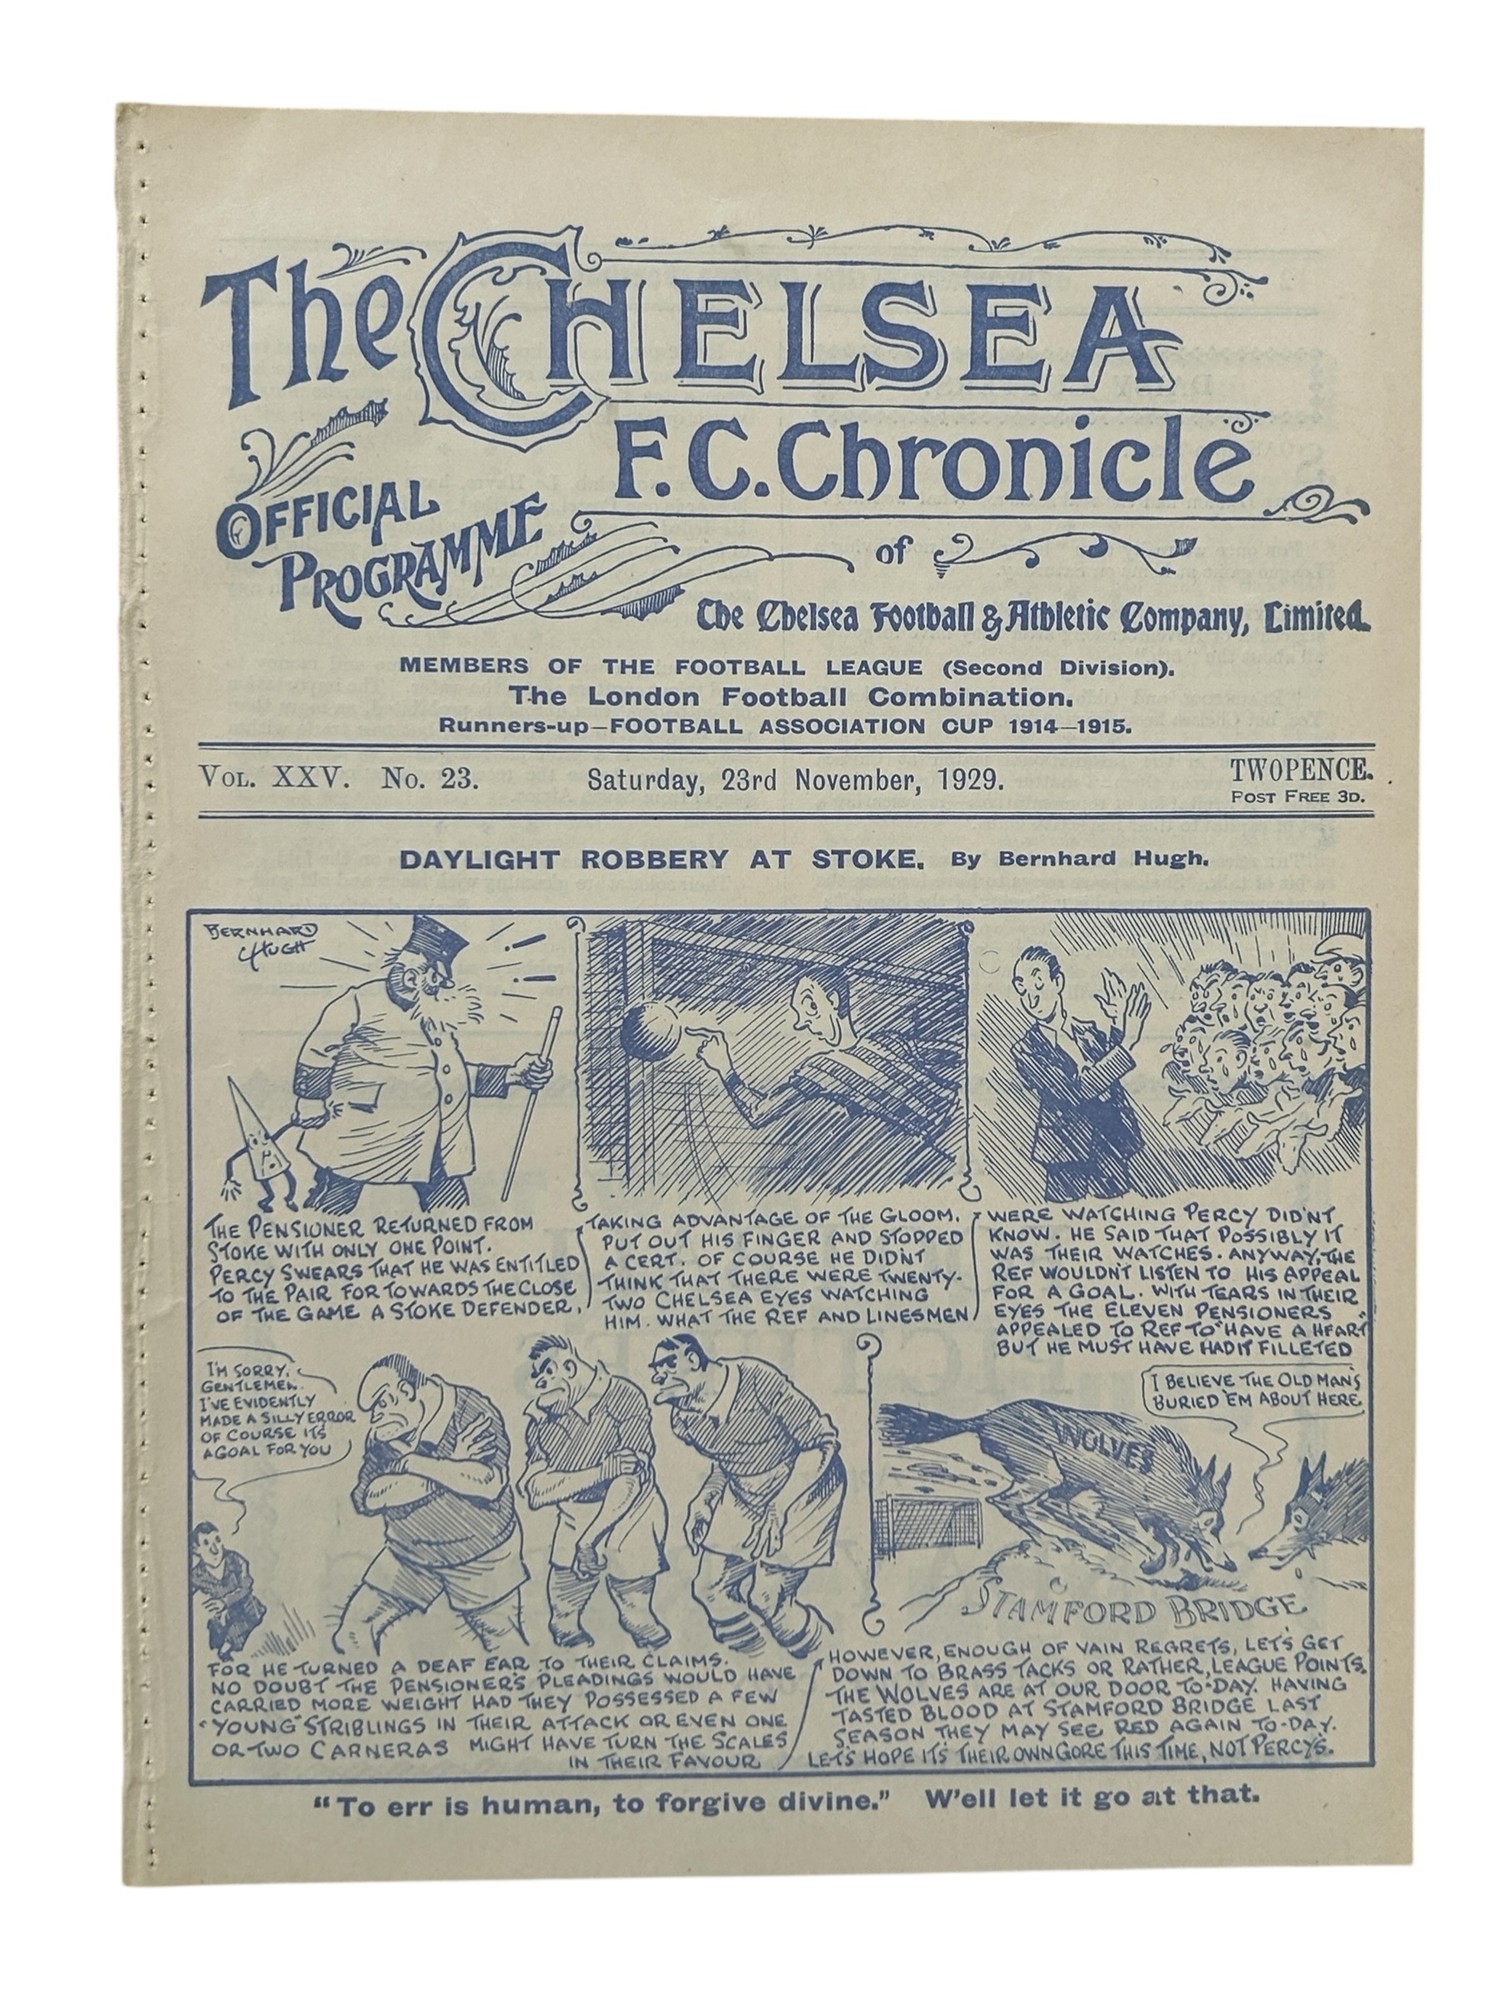 The CHELSEA
F.C. Chronicle
OFFICIAL
PROGRAMME
of
The Chelsea Football & Athletic Company, Limited.
MEMBERS OF THE FOOTBALL LEAGUE (Second Division).
The London Football Combination.
Runners-up—FOOTBALL ASSOCIATION CUP 1914—1915.
VOL. XXV. No. 23. Saturday, 23rd November, 1929. TWOPENCE.
POST FREE 3D.
DAYLIGHT ROBBERY AT STOKE. By Bernhard Hugh.
BERNHARD
HUGH
THE PENSIONER RETURNED FROM
STOKE WITH ONLY ONE POINT.
PERCY SWEARS THAT HE WAS ENTITLED
TO THE PAIR FOR TOWARDS THE CLOSE
OF THE GAME A STOKE DEFENDER,
TAKING ADVANTAGE OF THE GLOOM,
PUT OUT HIS FINGER AND STOPPED
A CERT. OF COURSE HE DIDN'T
THINK THAT THERE WERE TWENTY-
TWO CHELSEA EYES WATCHING
HIM. WHAT THE REF AND LINESMEN
WERE WATCHING PERCY DIDN'T
KNOW. HE SAID THAT POSSIBLY IT
WAS THEIR WATCHES. ANYWAY, THE
REF WOULDN'T LISTEN TO HIS APPEAL
FOR A GOAL. WITH TEARS IN THEIR
EYES THE ELEVEN PENSIONERS
APPEALED TO REF TO "HAVE A HEART"
BUT HE MUST HAVE HAD IT FILLETED
I'M SORRY,
GENTLEMEN.
I'VE EVIDENTLY
MADE A SILLY ERROR
OF COURSE IT'S
A GOAL FOR YOU
FOR HE TURNED A DEAF EAR TO THEIR CLAIMS.
NO DOUBT THE PENSIONER'S PLEADINGS WOULD HAVE
CARRIED MORE WEIGHT HAD THEY POSSESSED A FEW
"YOUNG" STRIBLINGS IN THEIR ATTACK OR EVEN ONE
OR TWO CARNERAS MIGHT HAVE TURN THE SCALES
IN THEIR FAVOUR
I BELIEVE THE OLD MAN'S
BURIED 'EM ABOUT HERE
WOLVES
STAMFORD BRIDGE
HOWEVER, ENOUGH OF VAIN REGRETS, LET'S GET
DOWN TO BRASS TACKS OR RATHER, LEAGUE POINTS.
THE WOLVES ARE AT OUR DOOR TO-DAY. HAVING
TASTED BLOOD AT STAMFORD BRIDGE LAST
SEASON THEY MAY SEE RED AGAIN TO-DAY.
LET'S HOPE IT'S THEIR OWN GORE THIS TIME, NOT PERCY'S.
"To err is human, to forgive divine." W'ell let it go at that.